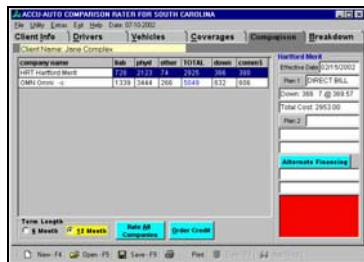 ACCU-AUTO COMPARISON RATER FOR SOUTH CAROLINA
File Utility Extras Exit Help Date: 07-10-2002
Client Info Drivers Vehicles Coverages Comparison Breakdown
Client Name: Jane Complex
company name liab phyd other TOTAL down comm$
HRT Hartford Merit 728 2123 74 2925 366 380
OMN Omni 1339 3444 266 5049 632 606
Hartford Merit
Effective Date 02/15/2002
Plan 1 DIRECT BILL
Down: 368 7 @ 369.57
Total Cost: 2953.00
Plan 2
Alternate Financing
Term Length
6 Month 12 Month
Rate All Companies
Order Credit
New - F4 Open - F5 Save - F9 Print